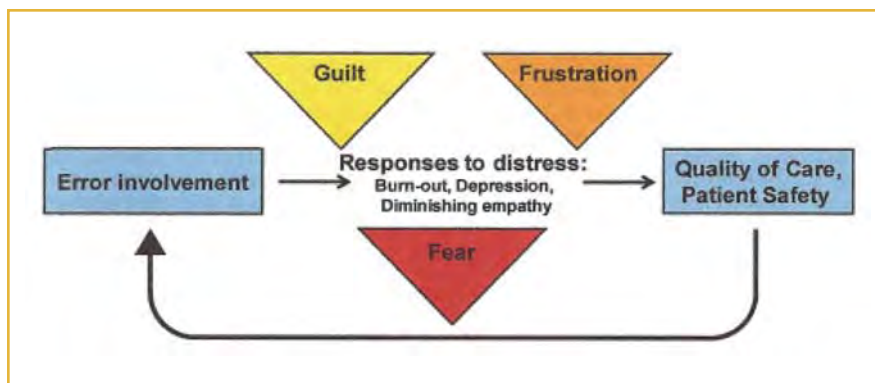 Guilt
Frustration
Error involvement
Responses to distress:
Burn-out, Depression,
Diminishing empathy
Quality of Care,
Patient Safety
Fear